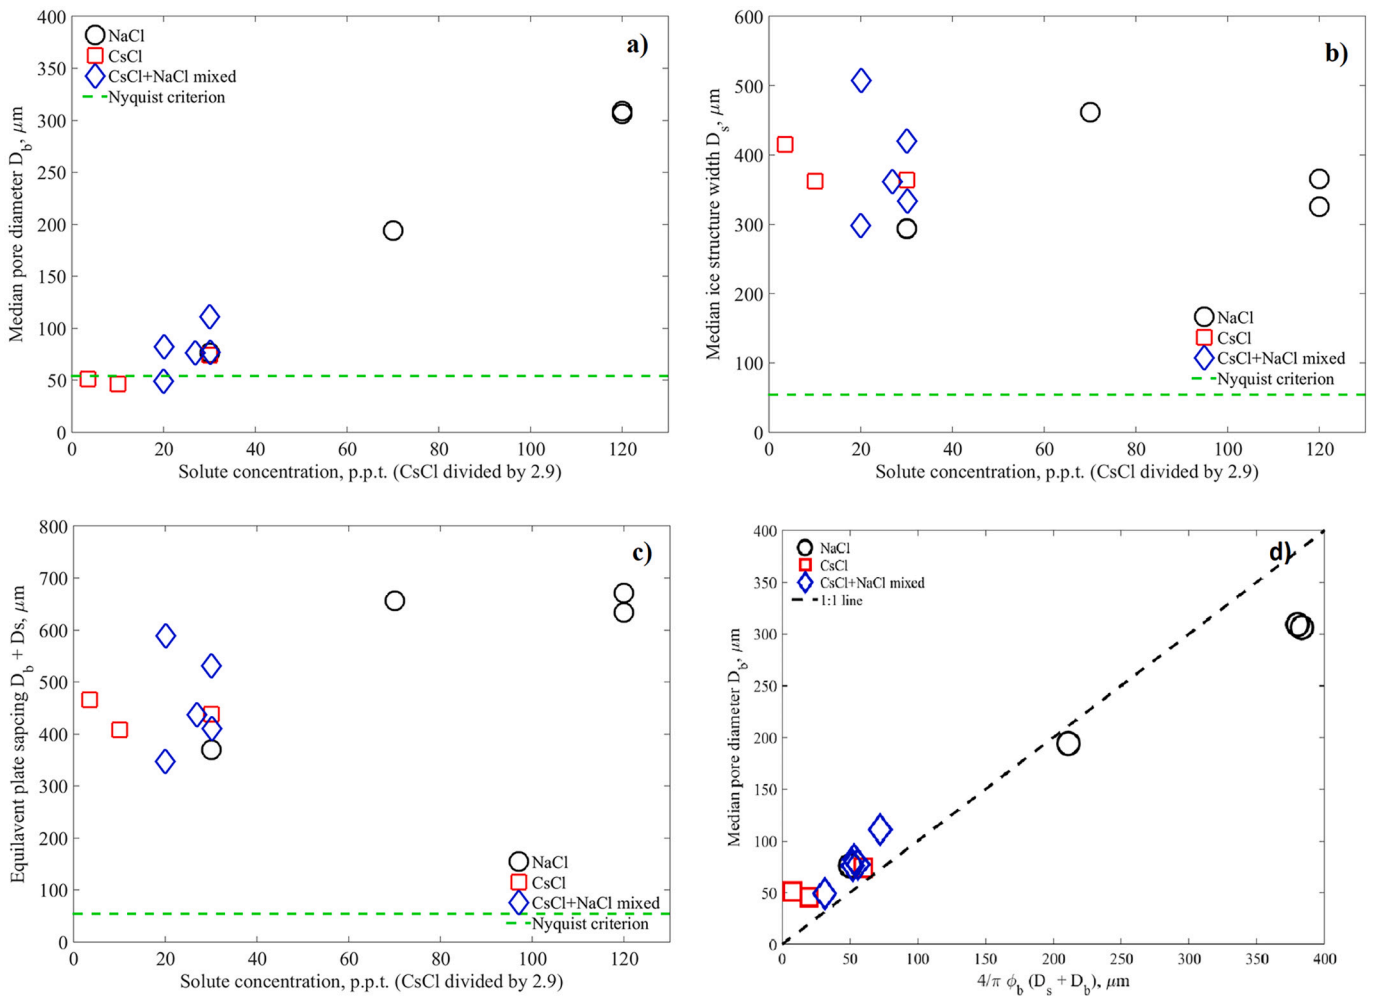 a)
NaCl
CsCl
CsCl+NaCl mixed
Nyquist criterion
Median pore diameter D_b, μm
400
350
300
250
200
150
100
50
0
0 20 40 60 80 100 120
Solute concentration, p.p.t. (CsCl divided by 2.9)
b)
Median ice structure width D_s, μm
600
500
400
300
200
100
0
NaCl
CsCl
CsCl+NaCl mixed
Nyquist criterion
0 20 40 60 80 100 120
Solute concentration, p.p.t. (CsCl divided by 2.9)
c)
Equilavent plate sapcing D_b + Ds, μm
800
700
600
500
400
300
200
100
0
NaCl
CsCl
CsCl+NaCl mixed
Nyquist criterion
0 20 40 60 80 100 120
Solute concentration, p.p.t. (CsCl divided by 2.9)
d)
NaCl
CsCl
CsCl+NaCl mixed
1:1 line
Median pore diameter D_b, μm
400
350
300
250
200
150
100
50
0
0 50 100 150 200 250 300 350 400
4/π ϕ_b (D_s + D_b), μm